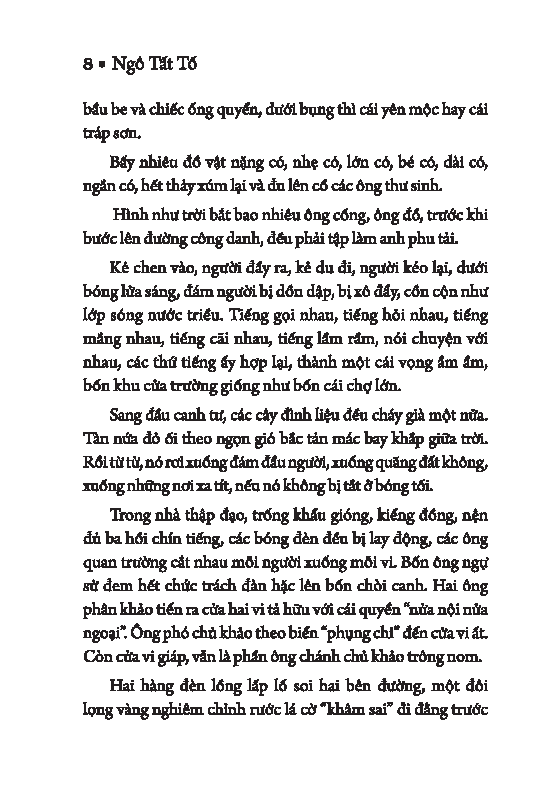 8 ▪ Ngô Tất Tố
bầu be và chiếc ống quyển, dưới bụng thì cái yên mộc hay cái
tráp sơn.
Bấy nhiêu đồ vật nặng có, nhẹ có, lớn có, bé có, dài có,
ngắn có, hết thảy xúm lại và đu lên cổ các ông thư sinh.
Hình như trời bắt bao nhiêu ông cống, ông đồ, trước khi
bước lên đường công danh, đều phải tập làm anh phu tải.
Kẻ chen vào, người đẩy ra, kẻ du đi, người kéo lại, dưới
bóng lửa sáng, đám người bị dồn dập, bị xô đẩy, cồn cộn như
lớp sóng nước triều. Tiếng gọi nhau, tiếng hỏi nhau, tiếng
mắng nhau, tiếng cãi nhau, tiếng lầm rầm, nói chuyện với
nhau, các thứ tiếng ấy hợp lại, thành một cái vọng ầm ầm,
bốn khu cửa trường giống như bốn cái chợ lớn.
Sang đầu canh tư, các cây đình liệu đều cháy già một nửa.
Tàn nứa đỏ ối theo ngọn gió bấc tản mác bay khắp giữa trời.
Rồi từ từ, nó rơi xuống đám đầu người, xuống quãng đất không,
xuống những nơi xa tít, nếu nó không bị tắt ở bóng tối.
Trong nhà thập đạo, trống khẩu gióng, kiểng đồng, nện
đủ ba hồi chín tiếng, các bóng đèn đều bị lay động, các ông
quan trường cắt nhau mỗi người xuống mỗi vi. Bốn ông ngự
sử đem hết chức trách đàn hặc lên bốn chòi canh. Hai ông
phân khảo tiến ra cửa hai vi tả hữu với cái quyền "nửa nội nửa
ngoại". Ông phó chủ khảo theo biển "phụng chỉ" đến cửa vi ất.
Còn cửa vi giáp, vẫn là phần ông chánh chủ khảo trông nom.
Hai hàng đèn lồng lấp ló soi hai bên đường, một đôi
lọng vàng nghiêm chỉnh rước lá cờ "khâm sai" đi đằng trước